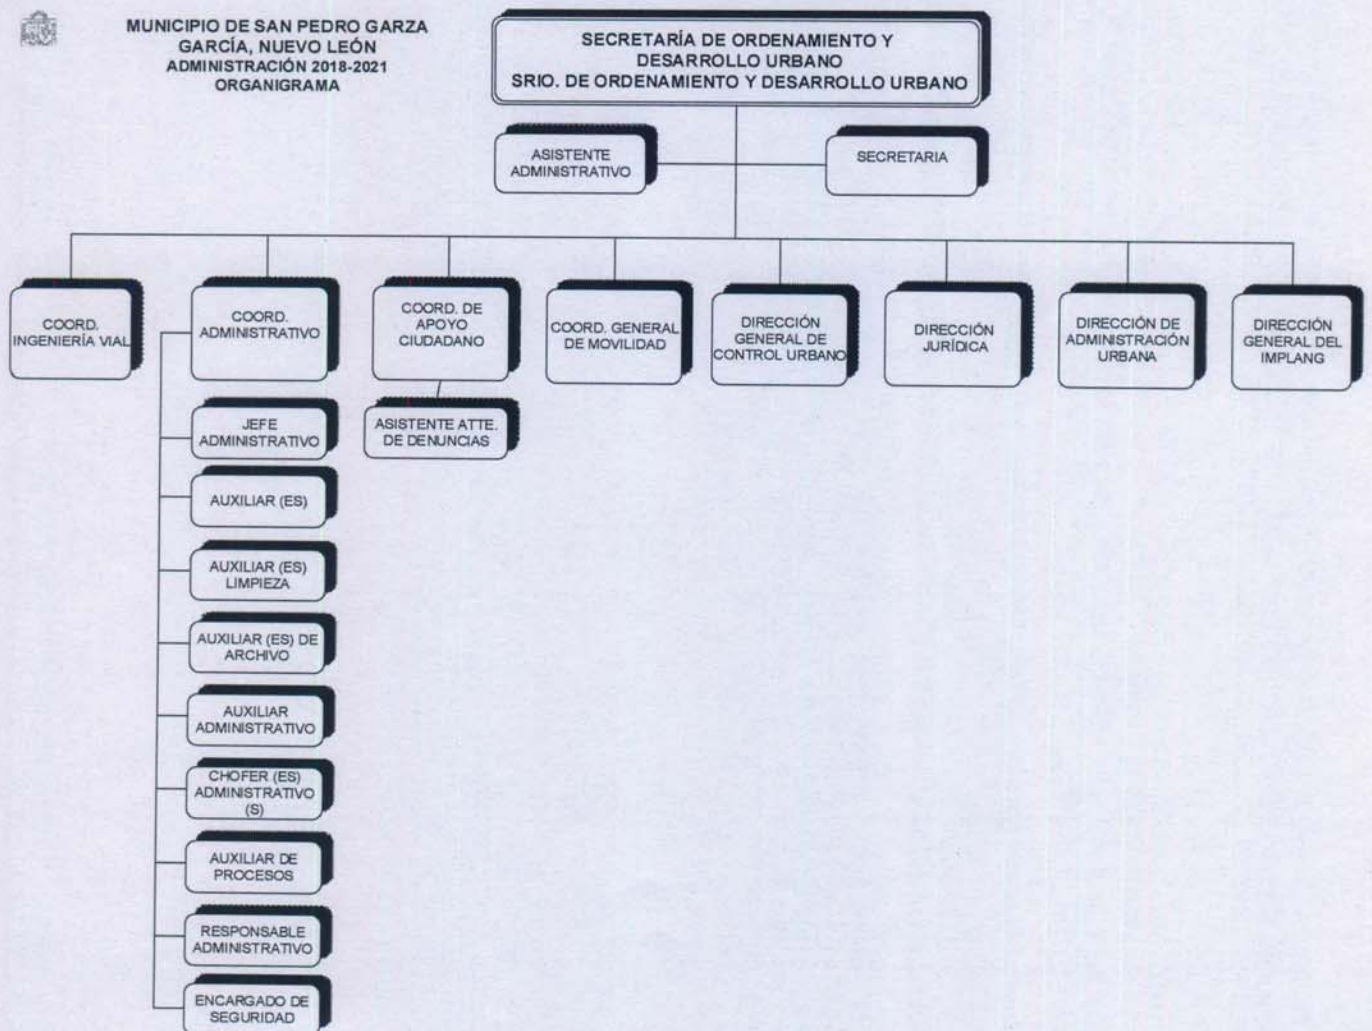 MUNICIPIO DE SAN PEDRO GARZA
GARCÍA, NUEVO LEÓN
ADMINISTRACIÓN 2018-2021
ORGANIGRAMA
SECRETARÍA DE ORDENAMIENTO Y
DESARROLLO URBANO
SRIO. DE ORDENAMIENTO Y DESARROLLO URBANO
ASISTENTE
ADMINISTRATIVO
SECRETARIA
COORD.
INGENIERÍA VIAL
COORD.
ADMINISTRATIVO
COORD. DE
APOYO
CIUDADANO
COORD. GENERAL
DE MOVILIDAD
DIRECCIÓN
GENERAL DE
CONTROL URBANO
DIRECCIÓN
JURÍDICA
DIRECCIÓN DE
ADMINISTRACIÓN
URBANA
DIRECCIÓN
GENERAL DEL
IMPLANG
JEFE
ADMINISTRATIVO
ASISTENTE ATTE.
DE DENUNCIAS
AUXILIAR (ES)
AUXILIAR (ES)
LIMPIEZA
AUXILIAR (ES) DE
ARCHIVO
AUXILIAR
ADMINISTRATIVO
CHOFER (ES)
ADMINISTRATIVO
(S)
AUXILIAR DE
PROCESOS
RESPONSABLE
ADMINISTRATIVO
ENCARGADO DE
SEGURIDAD